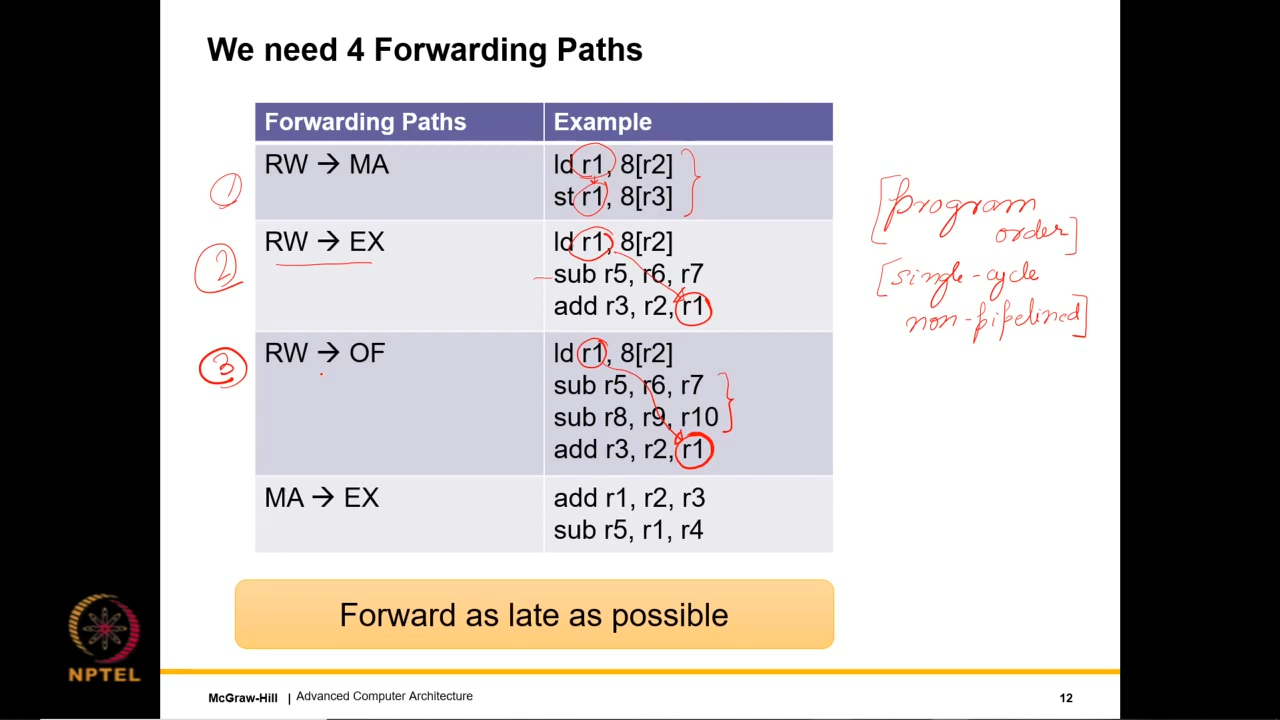 We need 4 Forwarding Paths
Forwarding Paths
Example
1
RW → MA
ld r1, 8[r2]
st r1, 8[r3]
2
RW → EX
ld r1, 8[r2]
sub r5, r6, r7
add r3, r2, r1
3
RW → OF
ld r1, 8[r2]
sub r5, r6, r7
sub r8, r9, r10
add r3, r2, r1
MA → EX
add r1, r2, r3
sub r5, r1, r4
[program
order]
[single-cycle
non-pipelined]
Forward as late as possible
NPTEL
McGraw-Hill | Advanced Computer Architecture
12